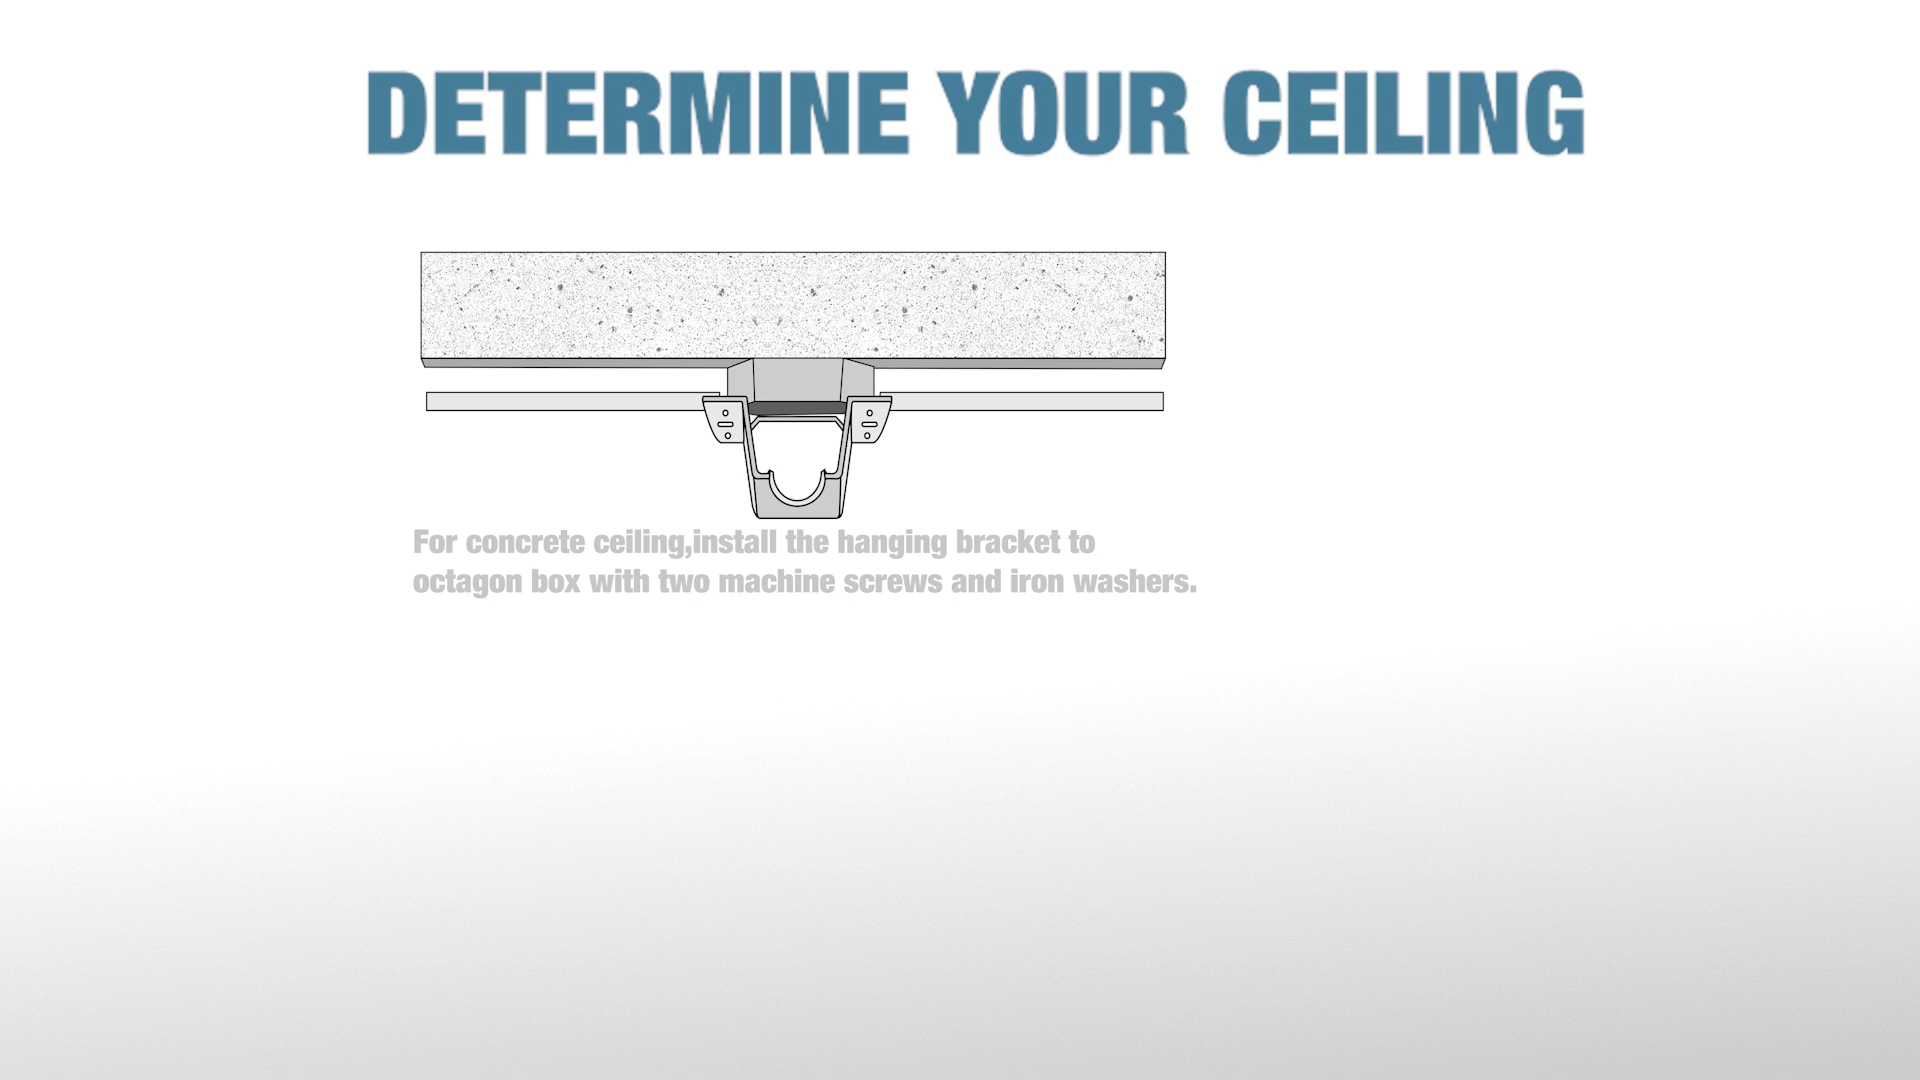 DETERMINE YOUR CEILING
For concrete ceiling,install the hanging bracket to
octagon box with two machine screws and iron washers.